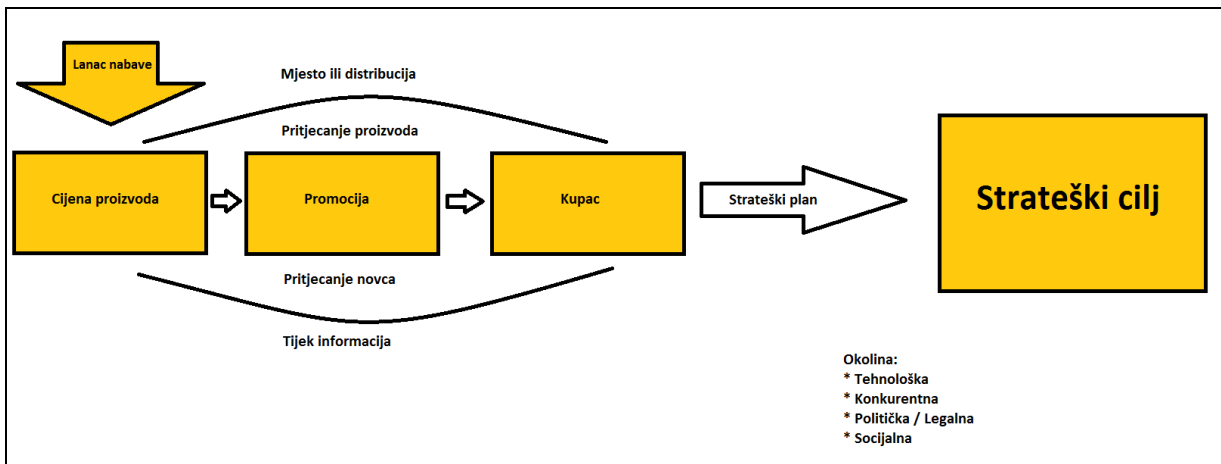 Lanac nabave
Mjesto ili distribucija
Pritjecanje proizvoda
Cijena proizvoda
Promocija
Kupac
Strateški plan
Strateški cilj
Pritjecanje novca
Tijek informacija
Okolina:
* Tehnološka
* Konkurentna
* Politička / Legalna
* Socijalna